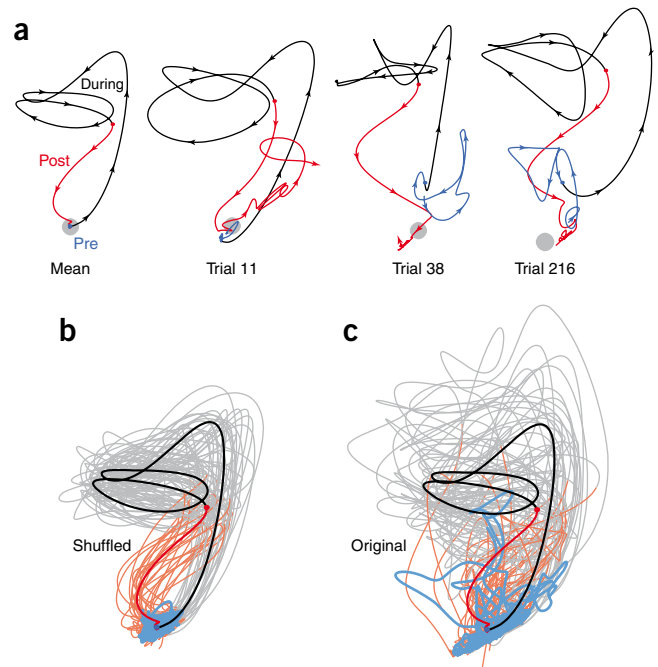 a
During
Post
Pre
Mean
Trial 11
Trial 38
Trial 216
b
c
Shuffled
Original